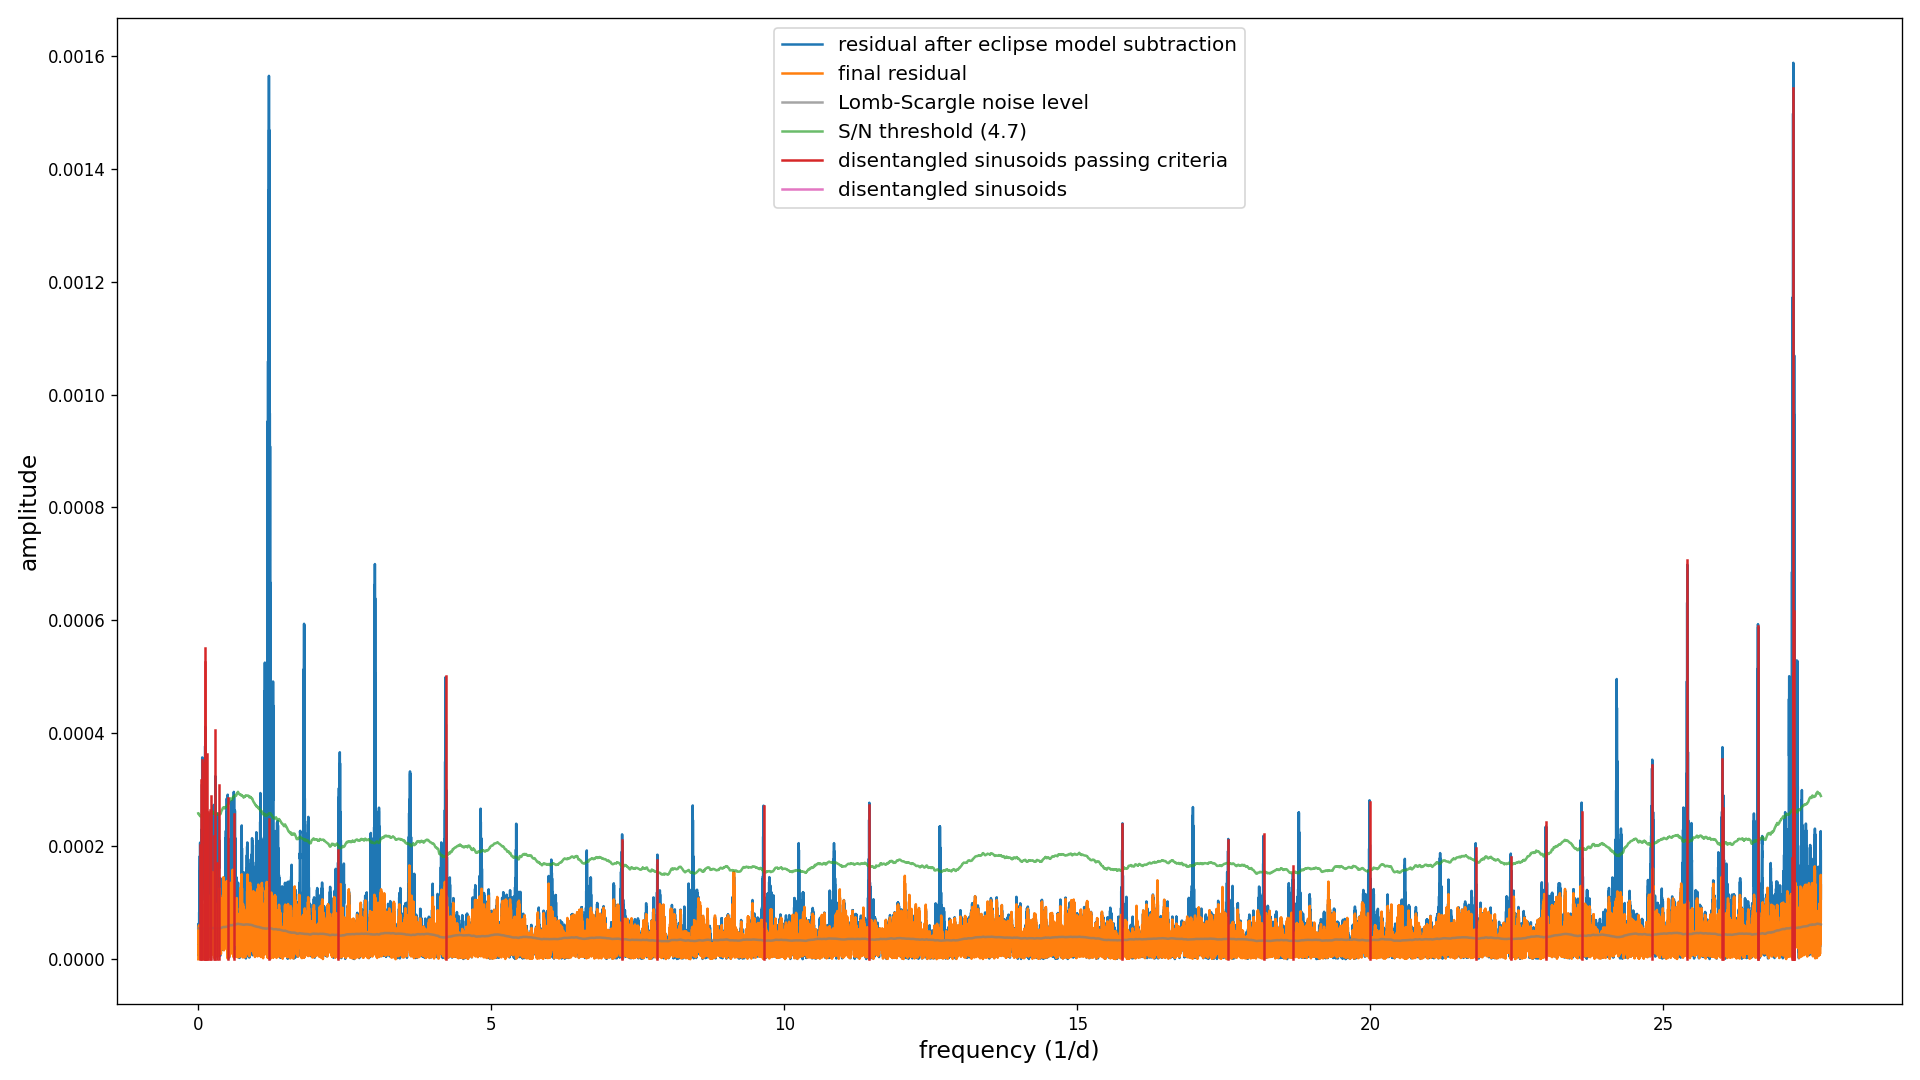 residual after eclipse model subtraction
final residual
Lomb-Scargle noise level
S/N threshold (4.7)
disentangled sinusoids passing criteria
disentangled sinusoids
amplitude
0.0016
0.0014
0.0012
0.0010
0.0008
0.0006
0.0004
0.0002
0.0000
0 5 10 15 20 25
frequency (1/d)